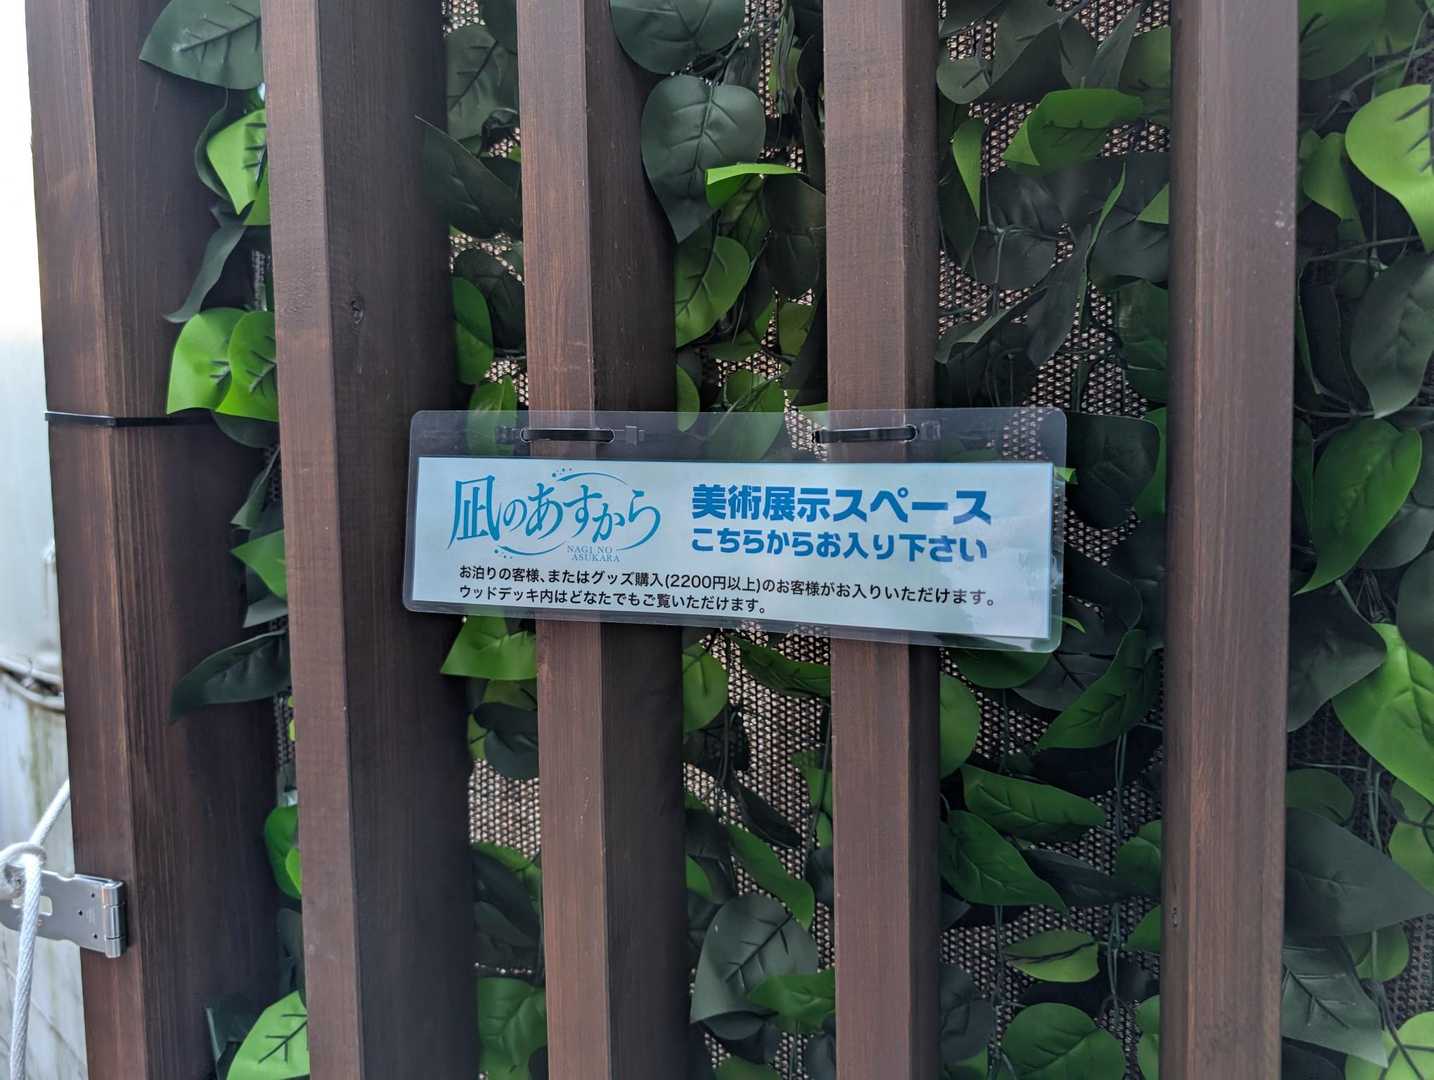 凪のあすから
NAGI NO
ASUKARA
美術展示スペース
こちらからお入り下さい
お泊りの客様、またはグッズ購入(2200円以上)のお客様がお入りいただけます。
ウッドデッキ内はどなたでもご覧いただけます。